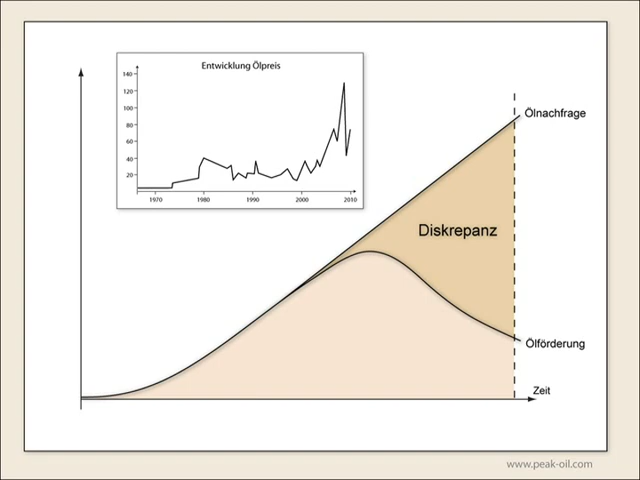 Entwicklung Ölpreis
140
120
100
80
60
40
20
1970 1980 1990 2000 2010
Ölnachfrage
Diskrepanz
Ölförderung
Zeit
www.peak-oil.com